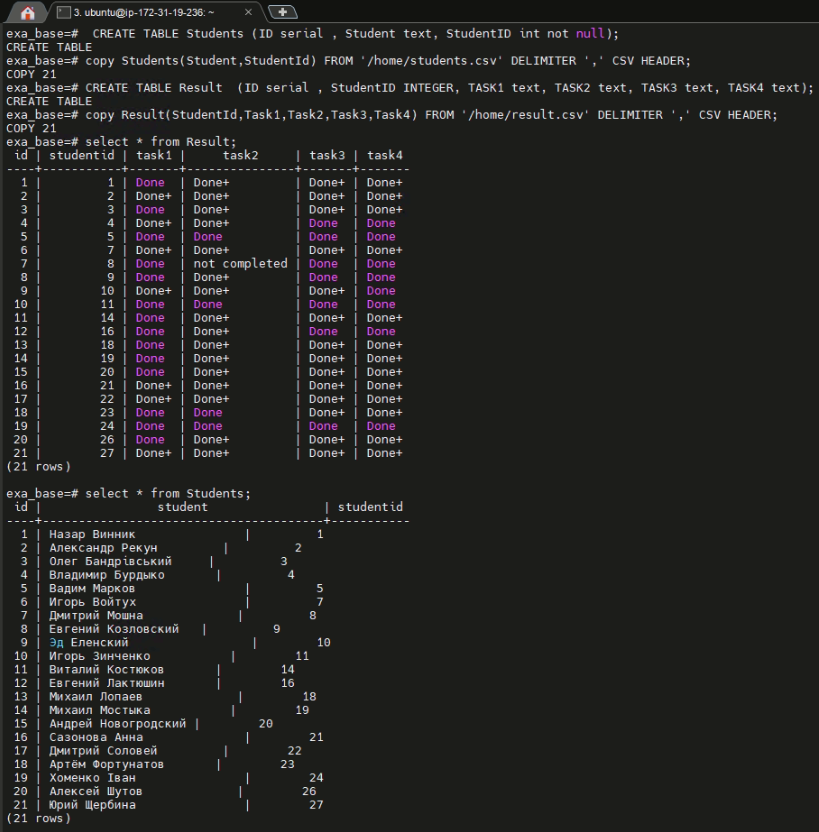 3. ubuntu@ip-172-31-19-236: ~
exa_base=#  CREATE TABLE Students (ID serial , Student text, StudentID int not null);
CREATE TABLE
exa_base=# copy Students(Student,StudentId) FROM '/home/students.csv' DELIMITER ',' CSV HEADER;
COPY 21
exa_base=# CREATE TABLE Result  (ID serial , StudentID INTEGER, TASK1 text, TASK2 text, TASK3 text, TASK4 text);
CREATE TABLE
exa_base=# copy Result(StudentId,Task1,Task2,Task3,Task4) FROM '/home/result.csv' DELIMITER ',' CSV HEADER;
COPY 21
exa_base=# select * from Result;
 id | studentid | task1 |     task2     | task3 | task4
----+-----------+-------+---------------+-------+-------
  1 |         1 | Done  | Done+         | Done+ | Done+
  2 |         2 | Done+ | Done+         | Done+ | Done+
  3 |         3 | Done  | Done+         | Done+ | Done+
  4 |         4 | Done+ | Done+         | Done  | Done
  5 |         5 | Done  | Done          | Done  | Done
  6 |         7 | Done+ | Done+         | Done+ | Done+
  7 |         8 | Done  | not completed | Done  | Done
  8 |         9 | Done  | Done+         | Done  | Done
  9 |        10 | Done+ | Done+         | Done+ | Done
 10 |        11 | Done  | Done          | Done  | Done
 11 |        14 | Done  | Done+         | Done+ | Done+
 12 |        16 | Done  | Done+         | Done  | Done
 13 |        18 | Done  | Done+         | Done+ | Done+
 14 |        19 | Done  | Done+         | Done+ | Done+
 15 |        20 | Done  | Done+         | Done+ | Done+
 16 |        21 | Done+ | Done+         | Done+ | Done+
 17 |        22 | Done+ | Done+         | Done+ | Done+
 18 |        23 | Done  | Done          | Done+ | Done+
 19 |        24 | Done  | Done          | Done  | Done
 20 |        26 | Done  | Done+         | Done+ | Done+
 21 |        27 | Done+ | Done+         | Done+ | Done+
(21 rows)
exa_base=# select * from Students;
 id |                student                | studentid
----+---------------------------------------+-----------
  1 | Назар Винник               |         1
  2 | Александр Рекун         |         2
  3 | Олег Бандрівський     |         3
  4 | Владимир Бурдыко       |         4
  5 | Вадим Марков               |         5
  6 | Игорь Войтух               |         7
  7 | Дмитрий Мошна             |         8
  8 | Евгений Козловский   |         9
  9 | Эд Еленский                 |        10
 10 | Игорь Зинченко           |        11
 11 | Виталий Костюков       |        14
 12 | Евгений Лактюшин       |        16
 13 | Михаил Лопаев             |        18
 14 | Михаил Мостыка           |        19
 15 | Андрей Новогродский |        20
 16 | Сазонова Анна              |        21
 17 | Дмитрий Соловей         |        22
 18 | Артём Фортунатов       |        23
 19 | Хоменко Іван               |        24
 20 | Алексей Шутов             |        26
 21 | Юрий Щербина               |        27
(21 rows)